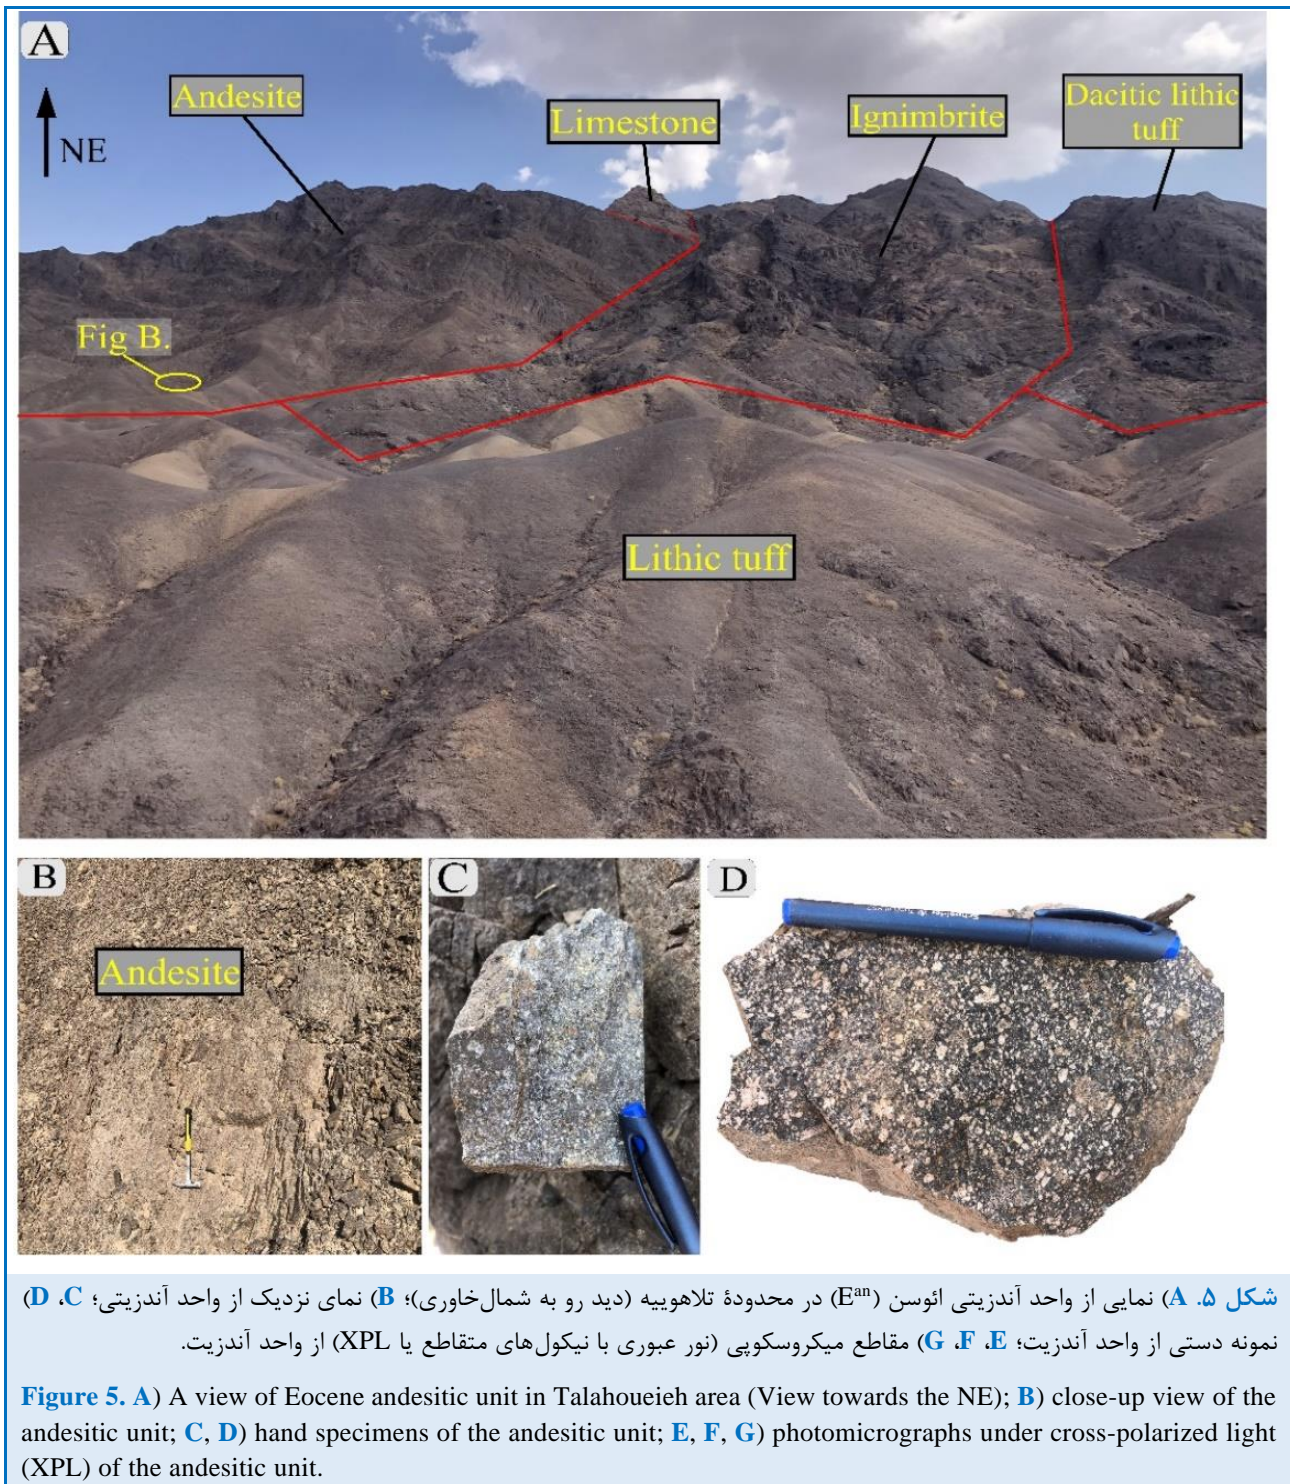 A
NE
Andesite
Limestone
Ignimbrite
Dacitic lithic
tuff
Fig B.
Lithic tuff
B
Andesite
C
D
شکل ۵. A) نمایی از واحد آندزیتی ائوسن (Eᵃⁿ) در محدودۀ تلاهوییه (دید رو به شمال‌خاوری)؛ B) نمای نزدیک از واحد آندزیتی؛ C، D)
نمونه دستی از واحد آندزیت؛ E، F، G) مقاطع میکروسکوپی (نور عبوری با نیکول‌های متقاطع یا XPL) از واحد آندزیت.
Figure 5. A) A view of Eocene andesitic unit in Talahoueieh area (View towards the NE); B) close-up view of the
andesitic unit; C, D) hand specimens of the andesitic unit; E, F, G) photomicrographs under cross-polarized light
(XPL) of the andesitic unit.